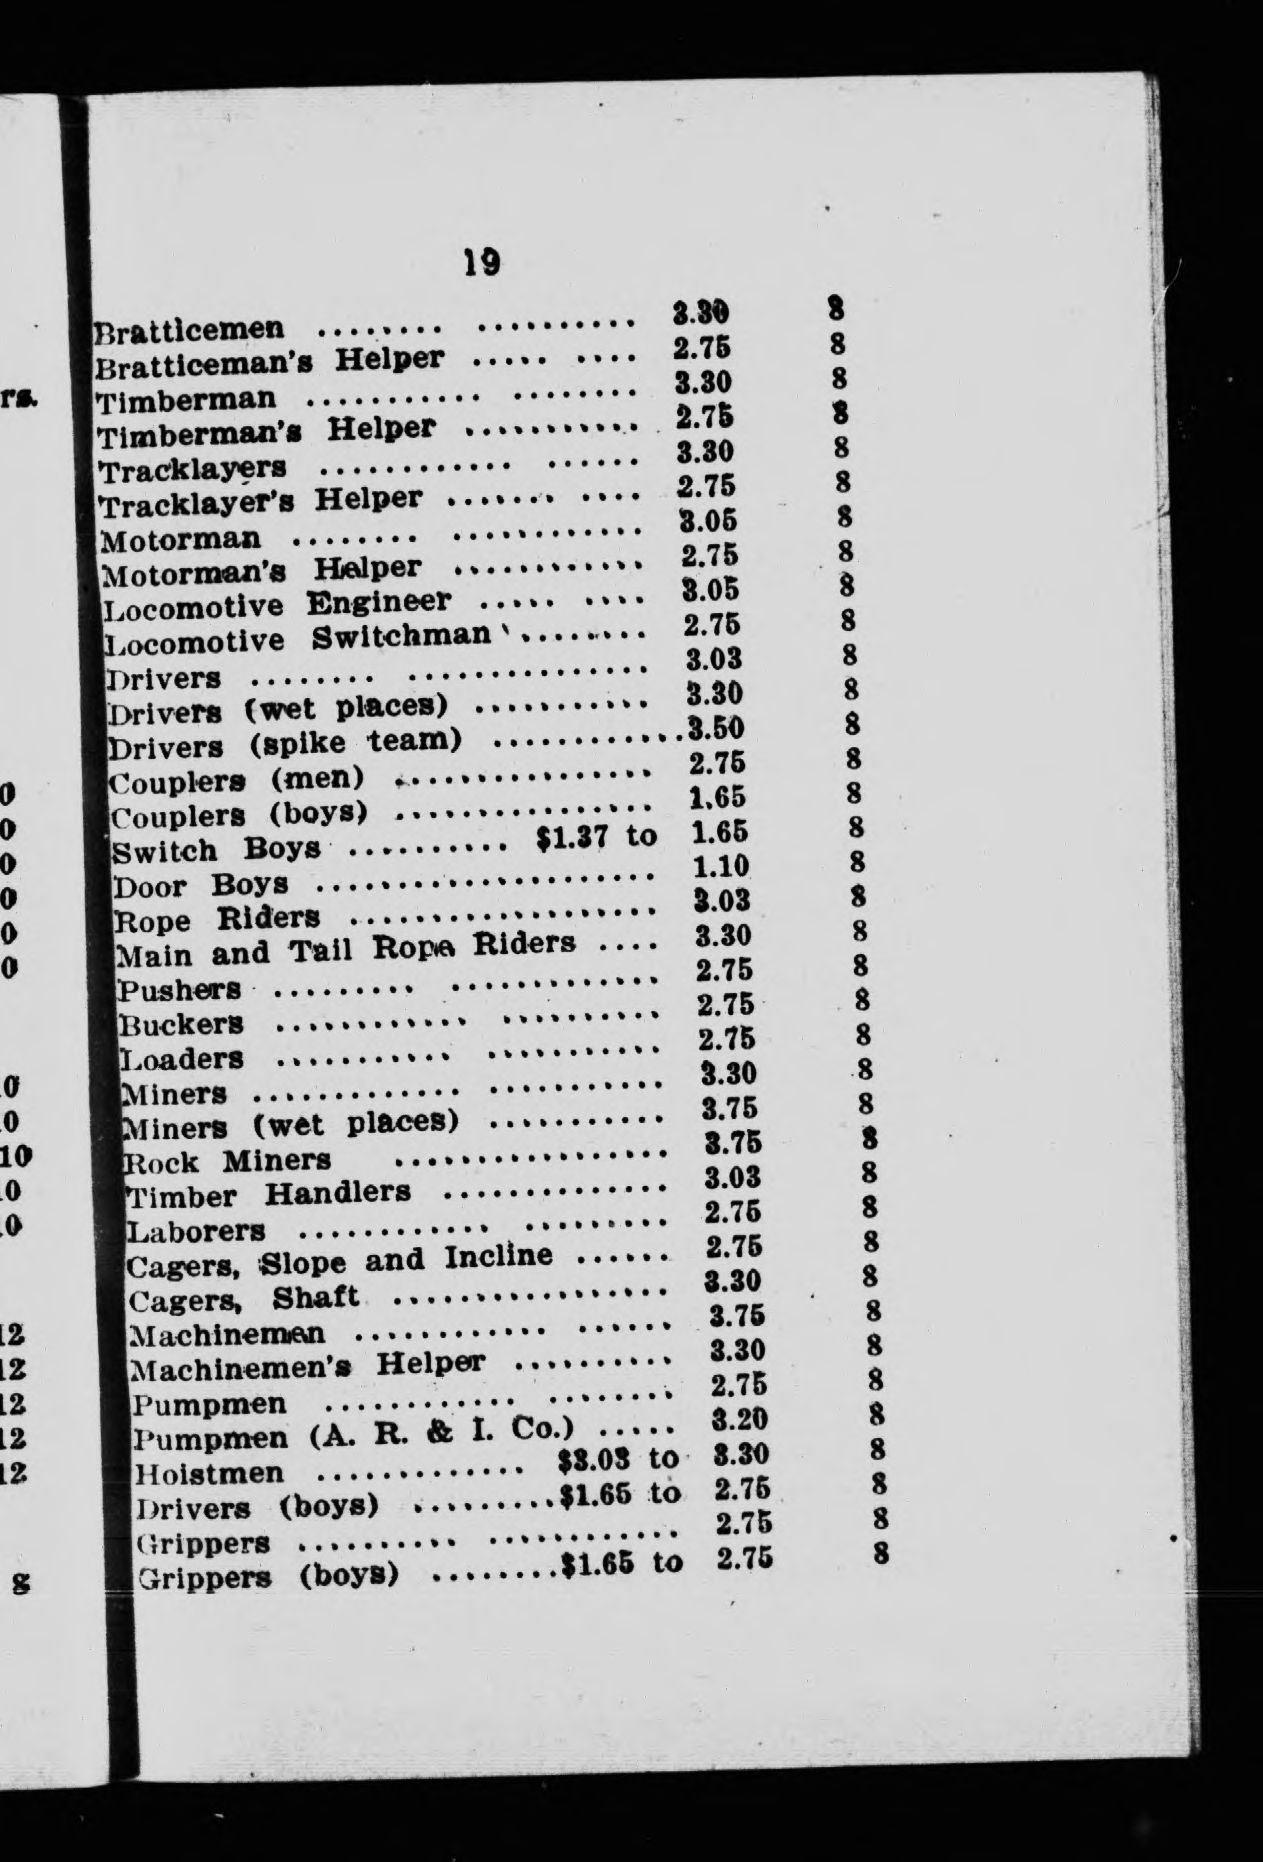 19
Bratticemen ........ .......... 3.30 8
Bratticeman's Helper ..... .... 2.75 8
Timberman ........... ........ 3.30 8
Timberman's Helper ........... 2.75 8
Tracklayers ............ ...... 3.30 8
Tracklayer's Helper ....... .... 2.75 8
Motorman ........ ............ 3.05 8
Motorman's Helper ............ 2.75 8
Locomotive Engineer ..... .... 3.05 8
Locomotive Switchman ........ 2.75 8
Drivers ........ ............... 3.03 8
Drivers (wet places) ........... 3.30 8
Drivers (spike team) ............3.50 8
Couplers (men) ................ 2.75 8
Couplers (boys) ................ 1.65 8
Switch Boys .......... $1.37 to 1.65 8
Door Boys ..................... 1.10 8
Rope Riders ................... 3.03 8
Main and Tail Rope Riders .... 3.30 8
Pushers ......... ............. 2.75 8
Buckers ............ .......... 2.75 8
Loaders ........... ........... 2.75 8
Miners ............. ........... 3.30 8
Miners (wet places) ........... 3.75 8
Rock Miners ................. 3.75 8
Timber Handlers .............. 3.03 8
Laborers ............ ......... 2.75 8
Cagers, Slope and Incline ...... 2.75 8
Cagers, Shaft ................. 3.30 8
Machineman ............ ...... 3.75 8
Machinemen's Helper .......... 3.30 8
Pumpmen ............ ........ 2.75 8
Pumpmen (A. R. & I. Co.) ..... 3.20 8
Hoistmen ............. $3.03 to 3.30 8
Drivers (boys) .........$1.65 to 2.75 8
Grippers .......... ............ 2.75 8
Grippers (boys) ........$1.65 to 2.75 8